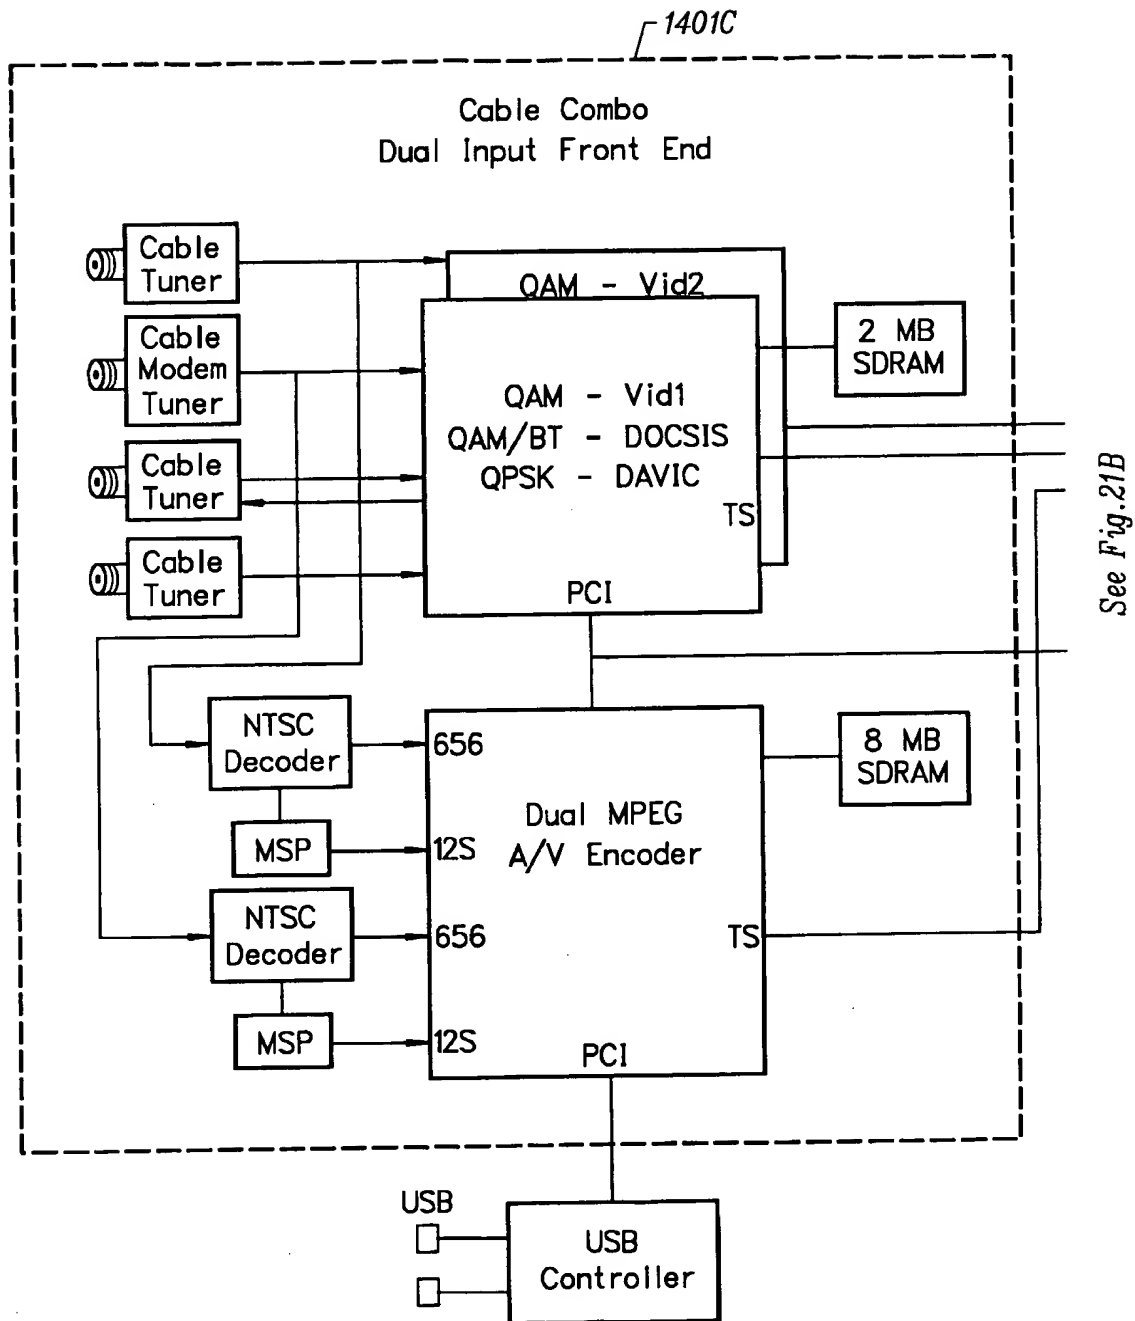 1401C
Cable Combo
Dual Input Front End
Cable
Tuner
QAM - Vid2
Cable
Modem
Tuner
2 MB
SDRAM
QAM - Vid1
QAM/BT - DOCSIS
QPSK - DAVIC
TS
PCI
Cable
Tuner
Cable
Tuner
See Fig.21B
NTSC
Decoder
656
8 MB
SDRAM
Dual MPEG
A/V Encoder
MSP
12S
NTSC
Decoder
656
TS
MSP
12S
PCI
USB
USB
Controller